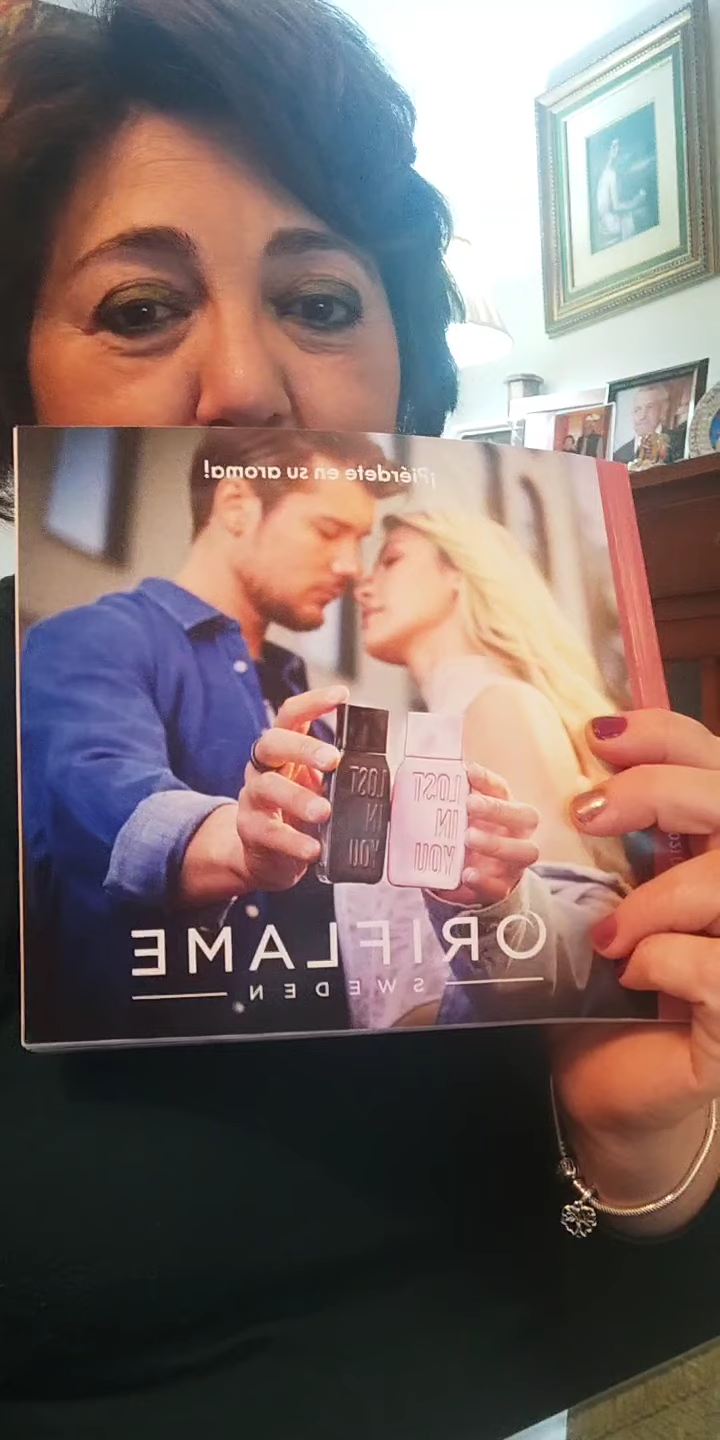 ¡Piérdete en su aroma!
LOST
IN
YOU
LOST
IN
YOU
ORIFLAME
SWEDEN